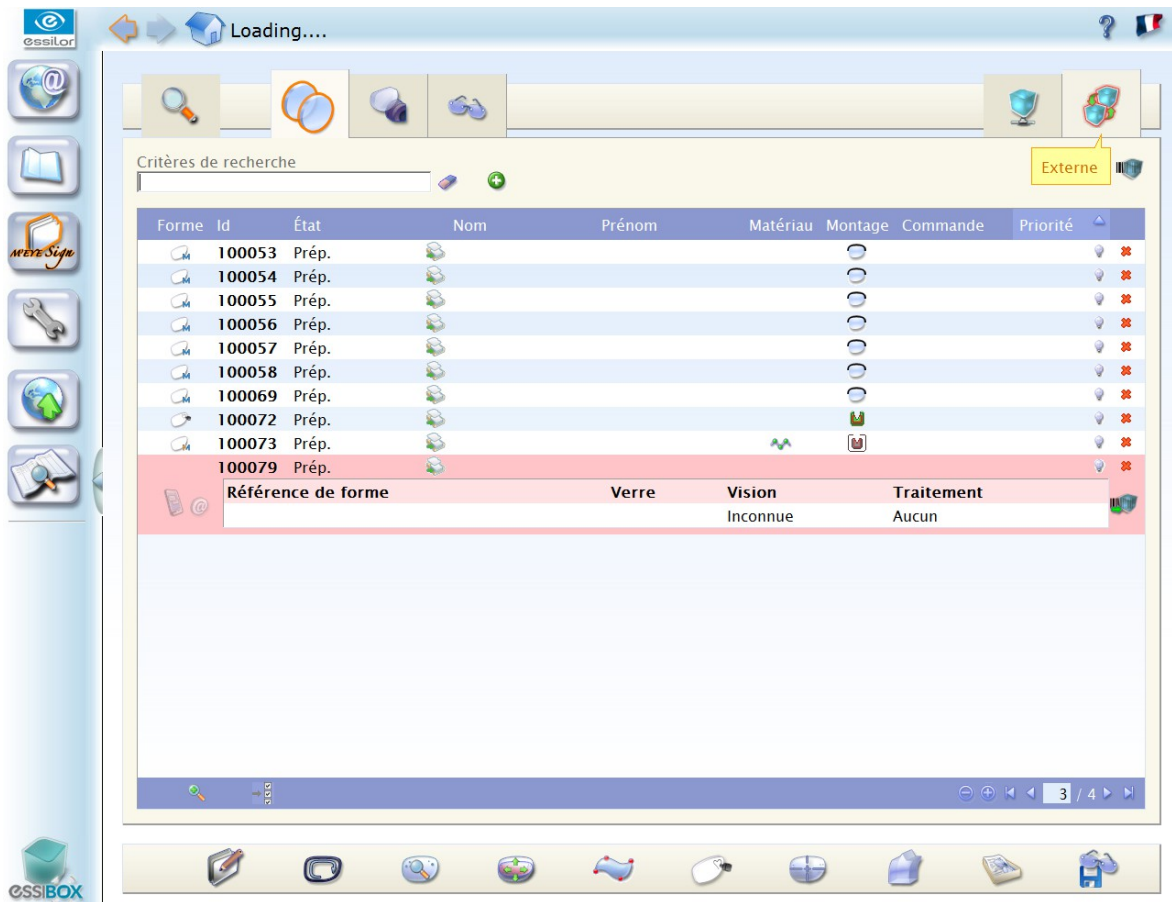 essilor
Loading....
Critères de recherche
Externe
Forme Id État Nom Prénom Matériau Montage Commande Priorité
100053 Prép.
100054 Prép.
M'EYE Sign
100055 Prép.
100056 Prép.
100057 Prép.
100058 Prép.
100069 Prép.
100072 Prép.
100073 Prép.
100079 Prép.
Référence de forme Verre Vision Traitement
@ Inconnue Aucun
3 / 4
essiBOX